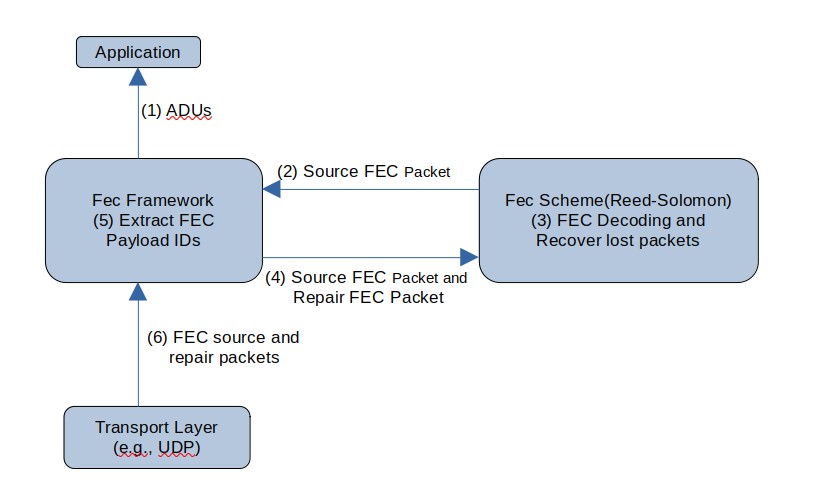 Application
(1) ADUs
(2) Source FEC Packet
Fec Framework
(5) Extract FEC
Payload IDs
Fec Scheme(Reed-Solomon)
(3) FEC Decoding and
Recover lost packets
(4) Source FEC Packet and
Repair FEC Packet
(6) FEC source and
repair packets
Transport Layer
(e.g., UDP)